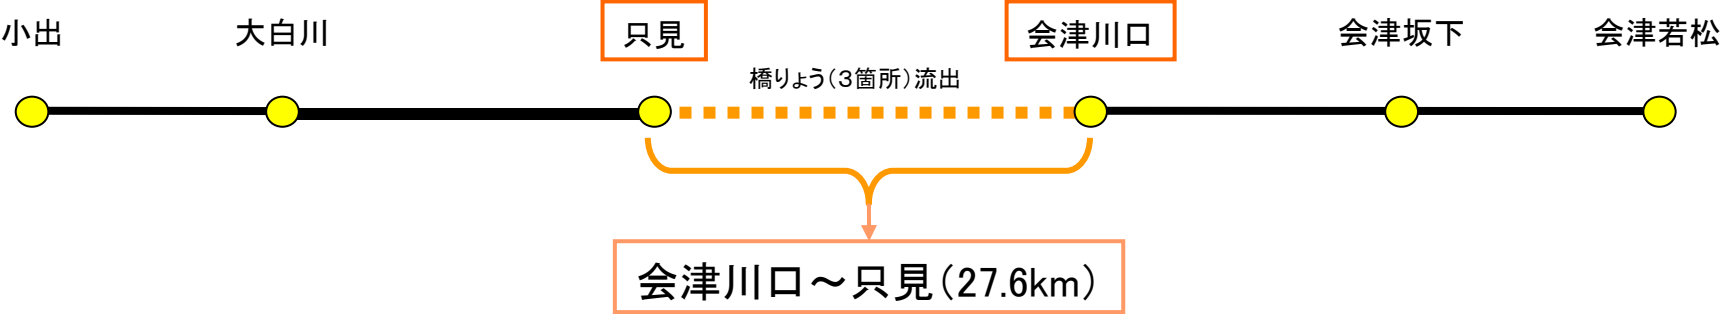 小出
大白川
只見
会津川口
会津坂下
会津若松
橋りょう（３箇所）流出
会津川口～只見（27.6km）